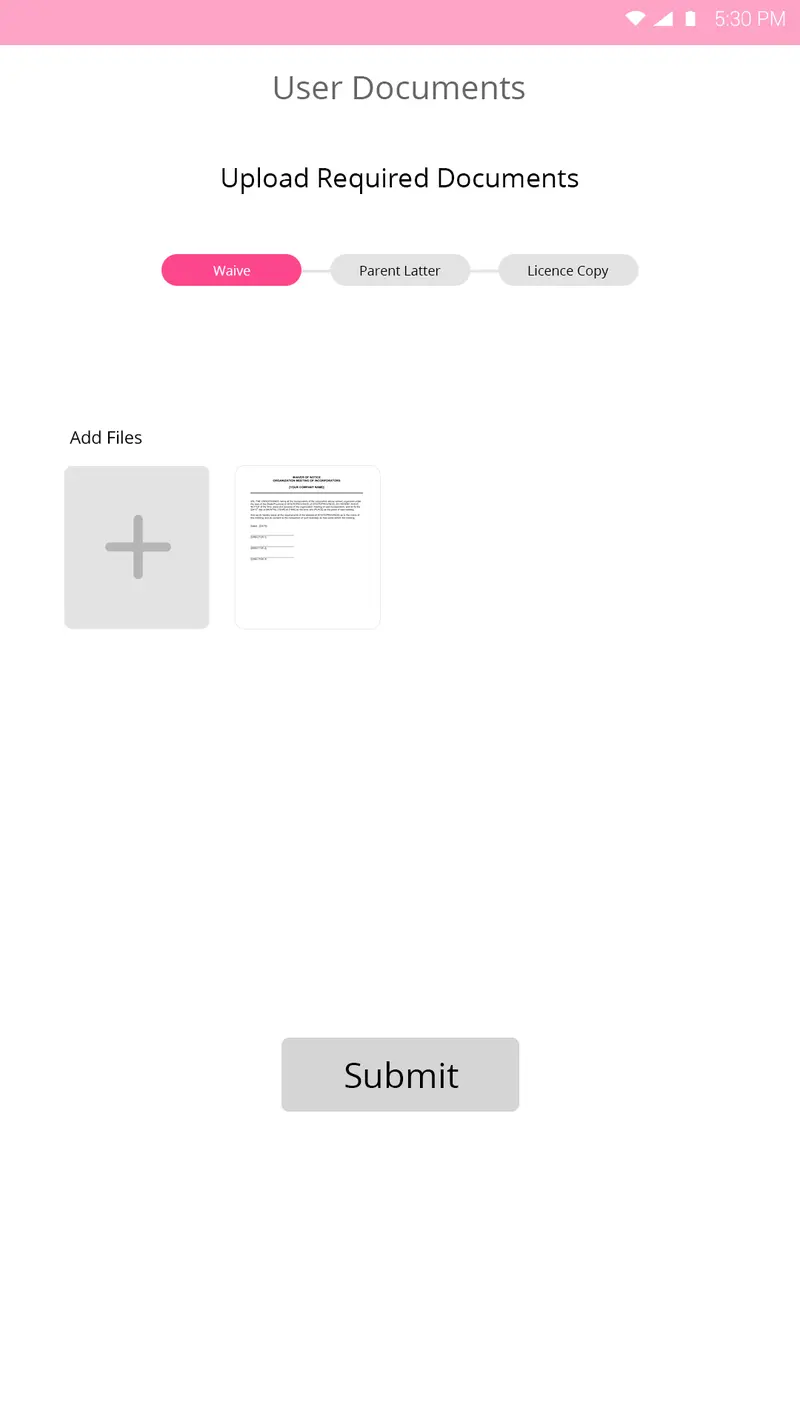 5:30 PM
User Documents
Upload Required Documents
Waive
Parent Latter
Licence Copy
Add Files
WAIVER OF NOTICE
ORGANIZATION MEETING OF INCORPORATORS
[YOUR COMPANY NAME]
Submit